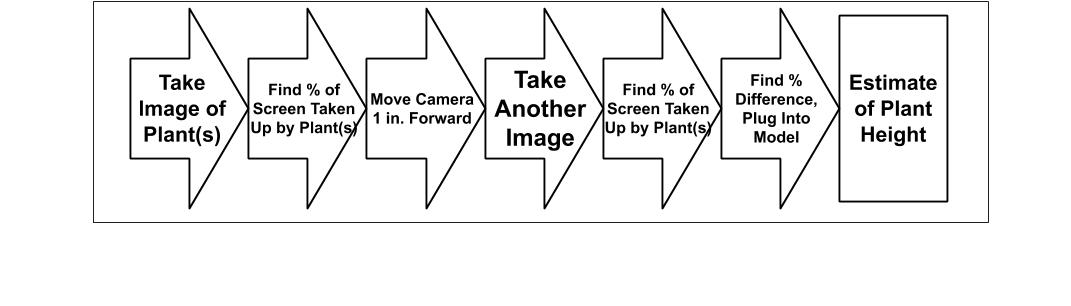 Take
Image of
Plant(s)
Find % of
Screen Taken
Up by Plant(s)
Move Camera
1 in. Forward
Take
Another
Image
Find % of
Screen Taken
Up by Plant(s)
Find %
Difference,
Plug Into
Model
Estimate
of Plant
Height